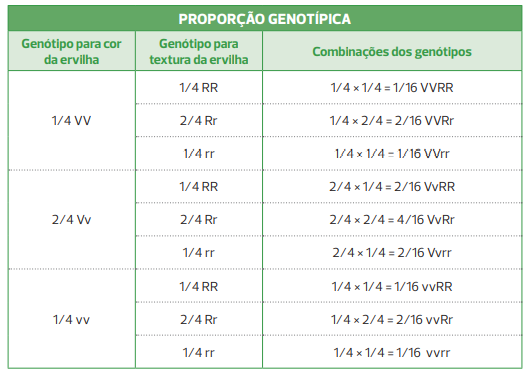 PROPORÇÃO GENOTÍPICA
Genótipo para cor
da ervilha
Genótipo para
textura da ervilha
Combinações dos genótipos
1/4 VV
1/4 RR
1/4 × 1/4 = 1/16 VVRR
2/4 Rr
1/4 × 2/4 = 2/16 VVRr
1/4 rr
1/4 × 1/4 = 1/16 VVrr
2/4 Vv
1/4 RR
2/4 × 1/4 = 2/16 VvRR
2/4 Rr
2/4 × 2/4 = 4/16 VvRr
1/4 rr
2/4 × 1/4 = 2/16 Vvrr
1/4 vv
1/4 RR
1/4 × 1/4 = 1/16 vvRR
2/4 Rr
1/4 × 2/4 = 2/16 vvRr
1/4 rr
1/4 × 1/4 = 1/16 vvrr